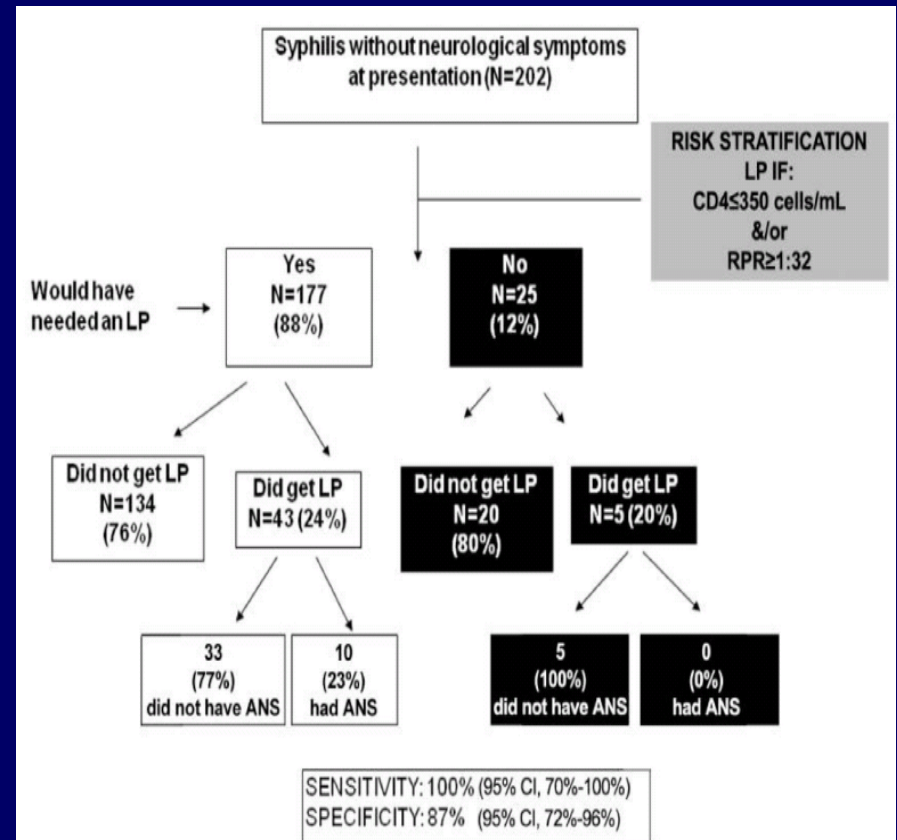 Syphilis without neurological symptoms
at presentation (N=202)
RISK STRATIFICATION
LP IF:
CD4≤350 cells/mL
&/or
RPR≥1:32
Would have
needed an LP
Yes
N=177
(88%)
No
N=25
(12%)
Did not get LP
N=134
(76%)
Did get LP
N=43 (24%)
Did not get LP
N=20
(80%)
Did get LP
N=5 (20%)
33
(77%)
did not have ANS
10
(23%)
had ANS
5
(100%)
did not have ANS
0
(0%)
had ANS
SENSITIVITY: 100% (95% CI, 70%-100%)
SPECIFICITY: 87% (95% CI, 72%-96%)